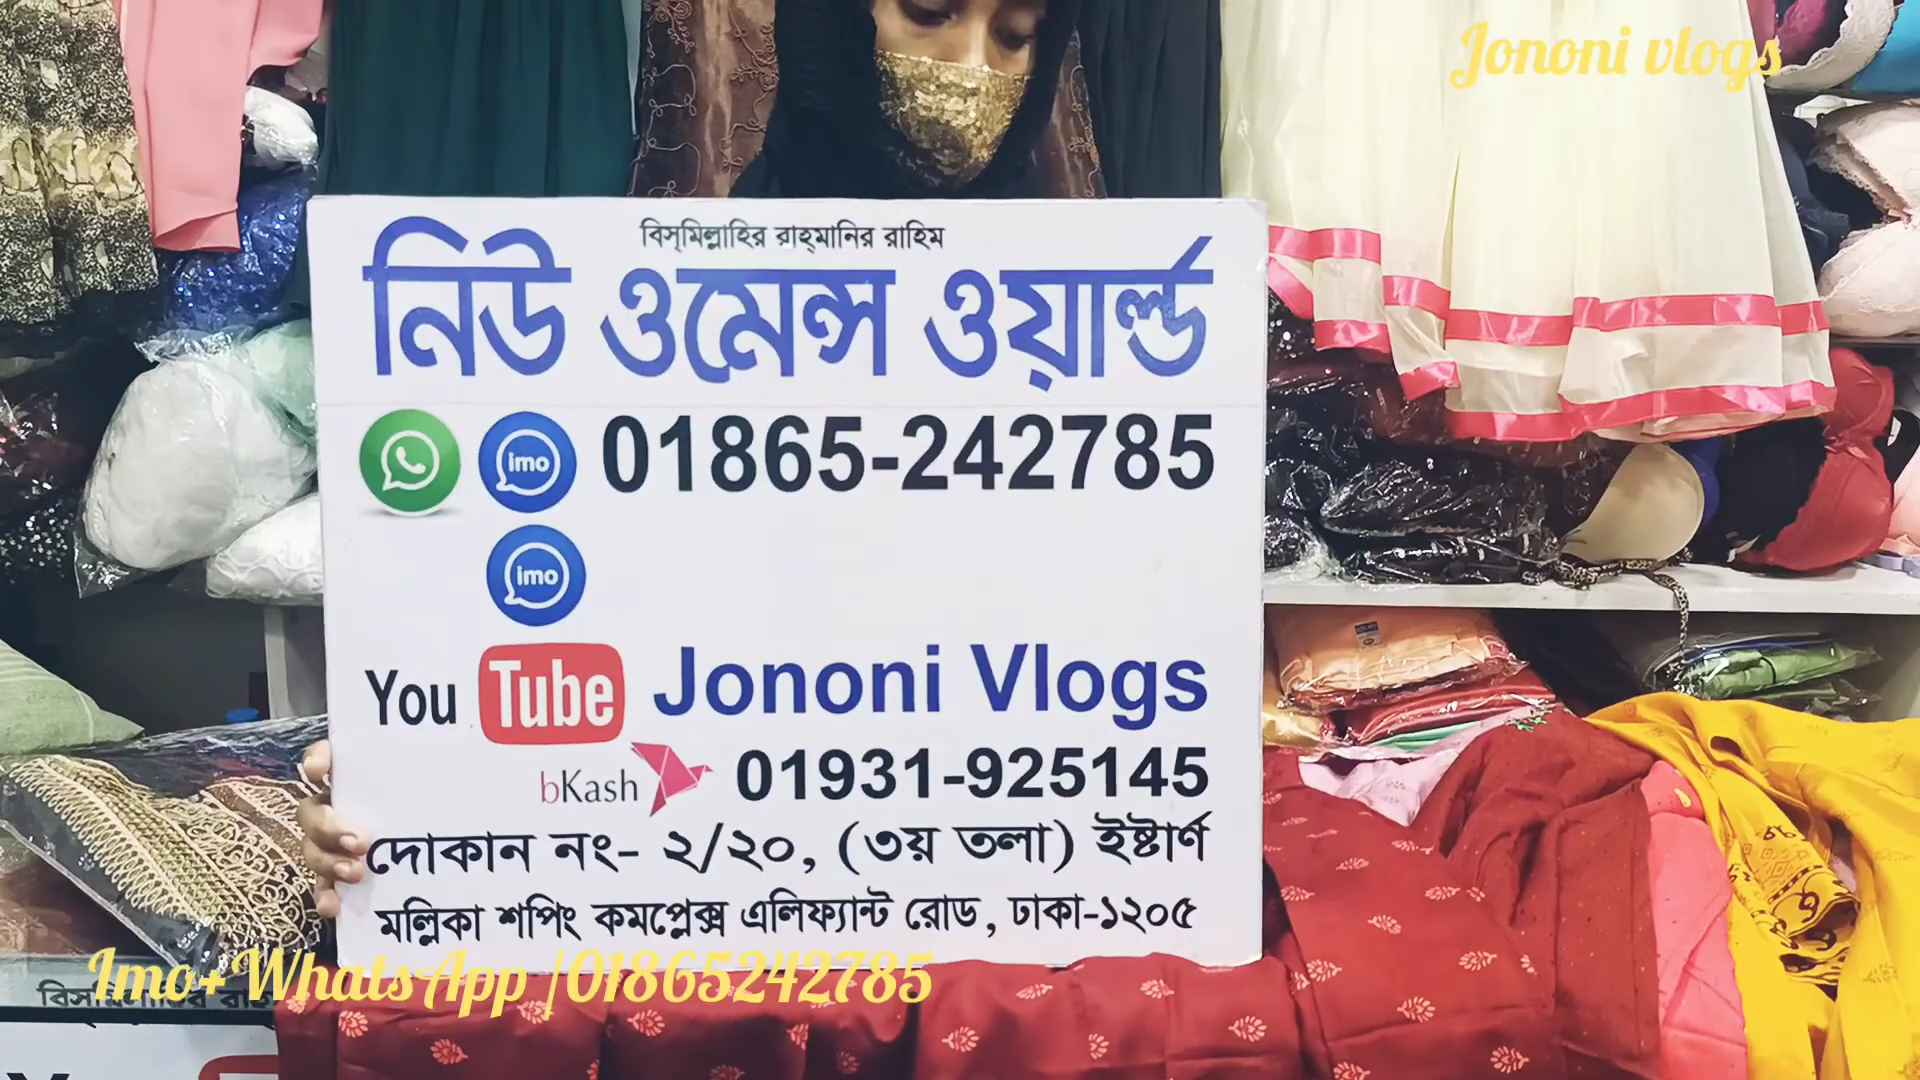 Jononi vlogs
বিস্‌মিল্লাহির রাহ্‌মানির রাহিম
নিউ ওমেন্স ওয়ার্ল্ড
imo 01865-242785
imo
You Tube Jononi Vlogs
bKash 01931-925145
দোকান নং- ২/২০, (৩য় তলা) ইষ্টার্ণ
মল্লিকা শপিং কমপ্লেক্স এলিফ্যান্ট রোড, ঢাকা-১২০৫
Imo+WhatsApp |01865242785